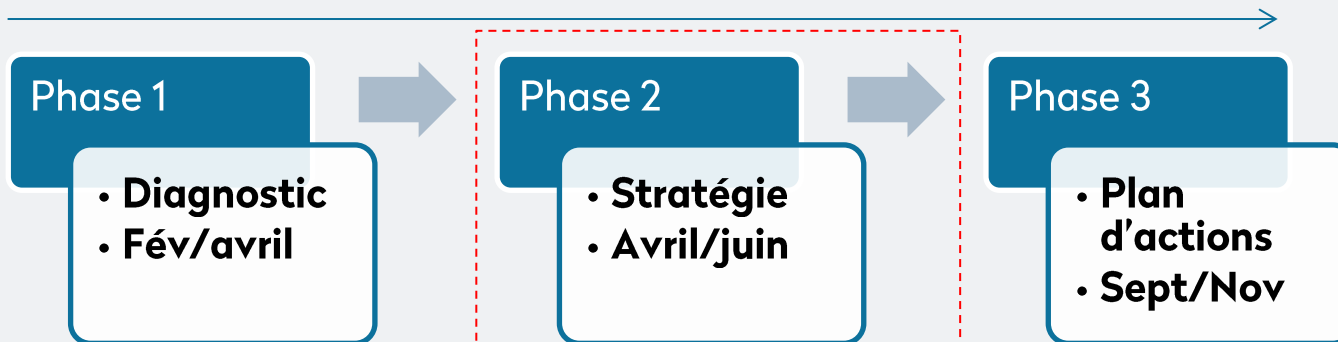 Phase 1
• Diagnostic
• Fév/avril
Phase 2
• Stratégie
• Avril/juin
Phase 3
• Plan
d’actions
• Sept/Nov